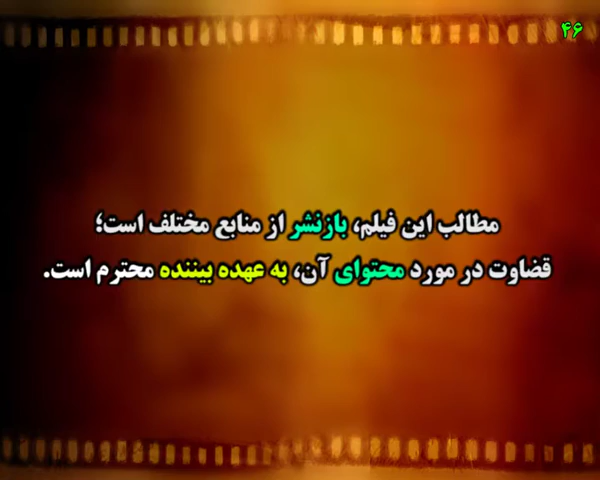 ۴۶
مطالب این فیلم، بازنشر از منابع مختلف است؛
قضاوت در مورد محتوای آن، به عهده بیننده محترم است.